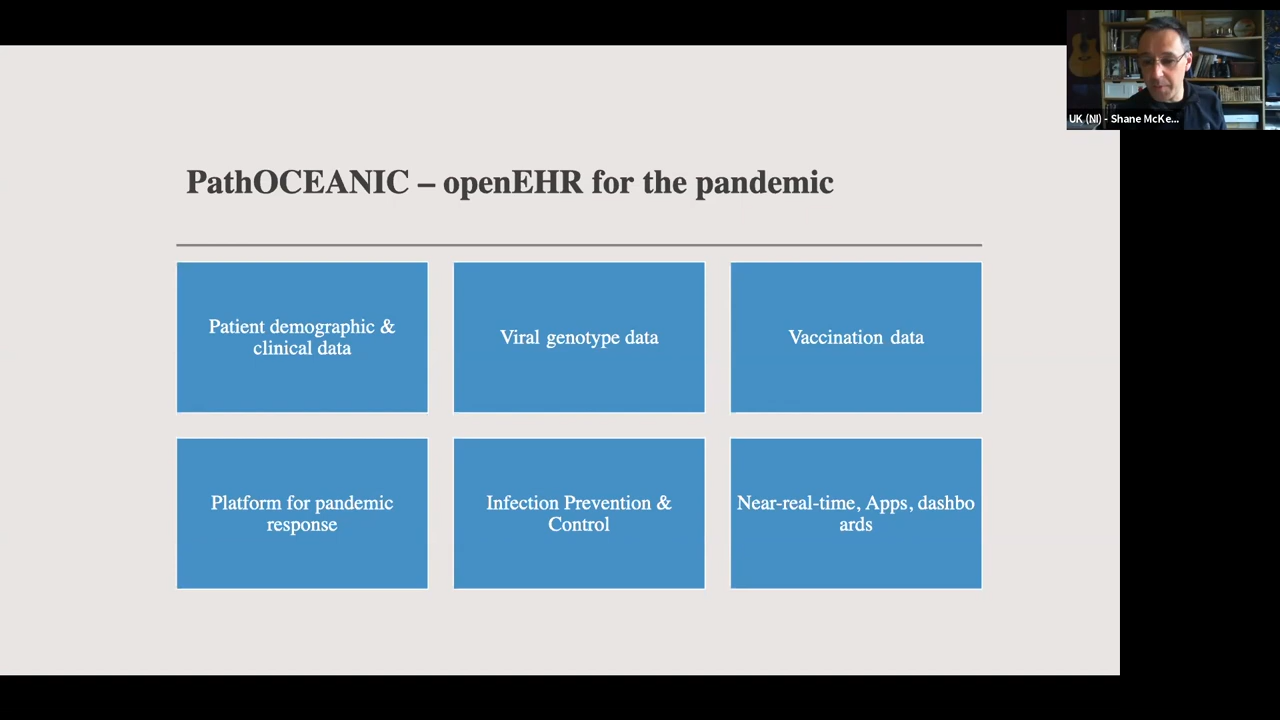 UK (NI) - Shane McKe...
PathOCEANIC – openEHR for the pandemic
Patient demographic &
clinical data
Viral genotype data
Vaccination data
Platform for pandemic
response
Infection Prevention &
Control
Near-real-time, Apps, dashbo
ards